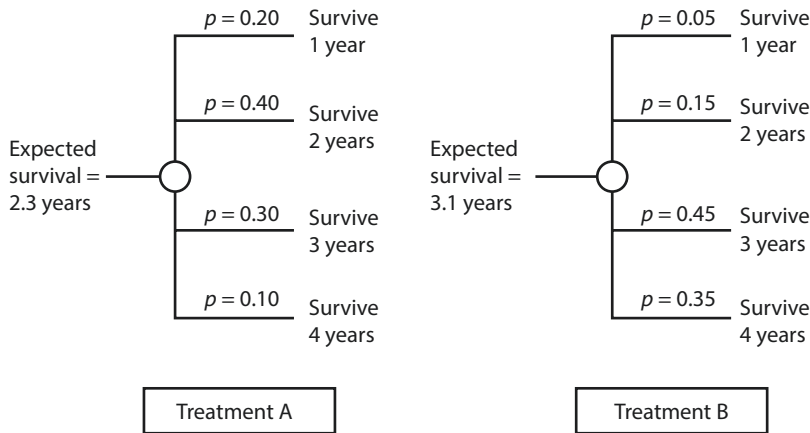 p = 0.20
Survive
1 year
p = 0.40
Survive
2 years
Expected
survival =
2.3 years
p = 0.30
Survive
3 years
p = 0.10
Survive
4 years
Treatment A
p = 0.05
Survive
1 year
p = 0.15
Survive
2 years
Expected
survival =
3.1 years
p = 0.45
Survive
3 years
p = 0.35
Survive
4 years
Treatment B